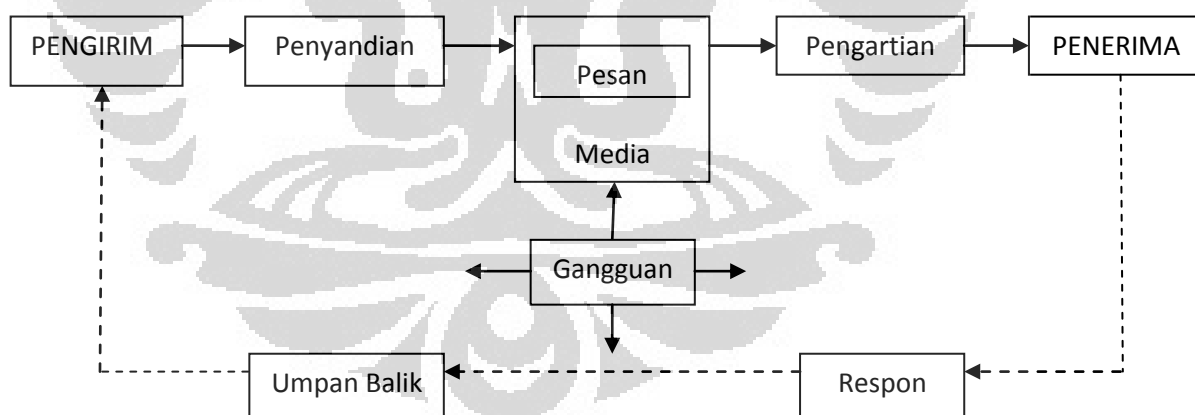 PENGIRIM
Penyandian
Pesan
Media
Pengartian
PENERIMA
Gangguan
Umpan Balik
Respon